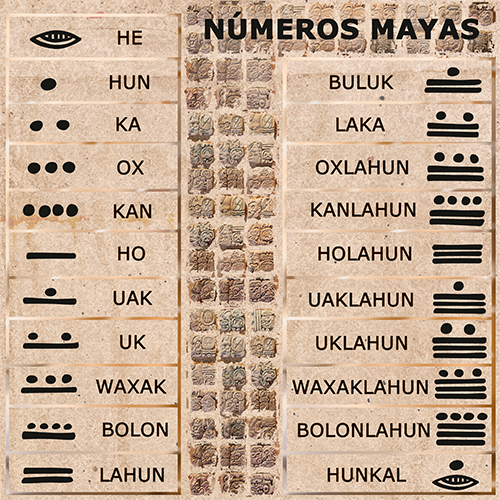 NÚMEROS MAYAS
HE
HUN
KA
OX
KAN
HO
UAK
UK
WAXAK
BOLON
LAHUN
BULUK
LAKA
OXLAHUN
KANLAHUN
HOLAHUN
UAKLAHUN
UKLAHUN
WAXAKLAHUN
BOLONLAHUN
HUNKAL